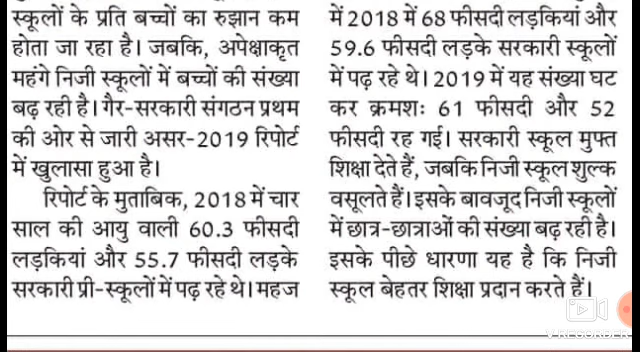 स्कूलों के प्रति बच्चों का रुझान कम
होता जा रहा है। जबकि, अपेक्षाकृत
महंगे निजी स्कूलों में बच्चों की संख्या
बढ़ रही है। गैर-सरकारी संगठन प्रथम
की ओर से जारी असर-2019 रिपोर्ट
में खुलासा हुआ है।
रिपोर्ट के मुताबिक, 2018 में चार
साल की आयु वाली 60.3 फीसदी
लड़कियां और 55.7 फीसदी लड़के
सरकारी प्री-स्कूलों में पढ़ रहे थे। महज
में 2018 में 68 फीसदी लड़कियां और
59.6 फीसदी लड़के सरकारी स्कूलों
में पढ़ रहे थे। 2019 में यह संख्या घट
कर क्रमशः 61 फीसदी और 52
फीसदी रह गई। सरकारी स्कूल मुफ्त
शिक्षा देते हैं, जबकि निजी स्कूल शुल्क
वसूलते हैं। इसके बावजूद निजी स्कूलों
में छात्र-छात्राओं की संख्या बढ़ रही है।
इसके पीछे धारणा यह है कि निजी
स्कूल बेहतर शिक्षा प्रदान करते हैं।
V RECORDER